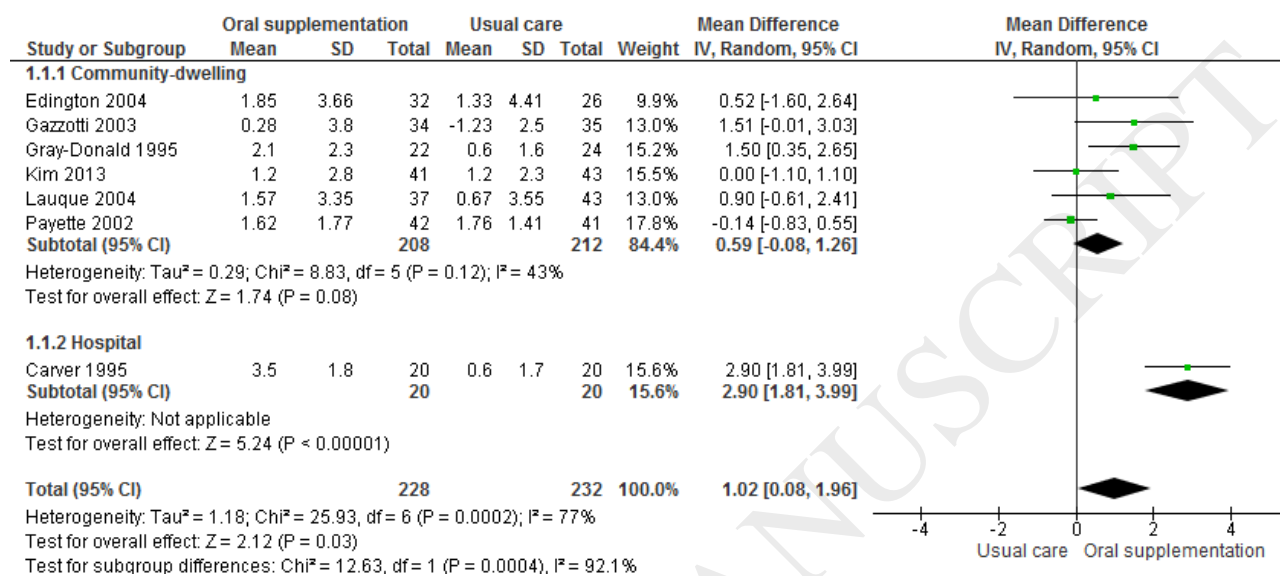 Oral supplementation Usual care Mean Difference Mean Difference
Study or Subgroup Mean SD Total Mean SD Total Weight IV, Random, 95% CI IV, Random, 95% CI
1.1.1 Community-dwelling
Edington 2004 1.85 3.66 32 1.33 4.41 26 9.9% 0.52 [-1.60, 2.64]
Gazzotti 2003 0.28 3.8 34 -1.23 2.5 35 13.0% 1.51 [-0.01, 3.03]
Gray-Donald 1995 2.1 2.3 22 0.6 1.6 24 15.2% 1.50 [0.35, 2.65]
Kim 2013 1.2 2.8 41 1.2 2.3 43 15.5% 0.00 [-1.10, 1.10]
Lauque 2004 1.57 3.35 37 0.67 3.55 43 13.0% 0.90 [-0.61, 2.41]
Payette 2002 1.62 1.77 42 1.76 1.41 41 17.8% -0.14 [-0.83, 0.55]
Subtotal (95% CI) 208 212 84.4% 0.59 [-0.08, 1.26]
Heterogeneity: Tau² = 0.29; Chi² = 8.83, df = 5 (P = 0.12); I² = 43%
Test for overall effect: Z = 1.74 (P = 0.08)
1.1.2 Hospital
Carver 1995 3.5 1.8 20 0.6 1.7 20 15.6% 2.90 [1.81, 3.99]
Subtotal (95% CI) 20 20 15.6% 2.90 [1.81, 3.99]
Heterogeneity: Not applicable
Test for overall effect: Z = 5.24 (P < 0.00001)
Total (95% CI) 228 232 100.0% 1.02 [0.08, 1.96]
Heterogeneity: Tau² = 1.18; Chi² = 25.93, df = 6 (P = 0.0002); I² = 77%
Test for overall effect: Z = 2.12 (P = 0.03)
Test for subgroup differences: Chi² = 12.63, df = 1 (P = 0.0004), I² = 92.1%
-4 -2 0 2 4
Usual care Oral supplementation
ANUSCRIPT